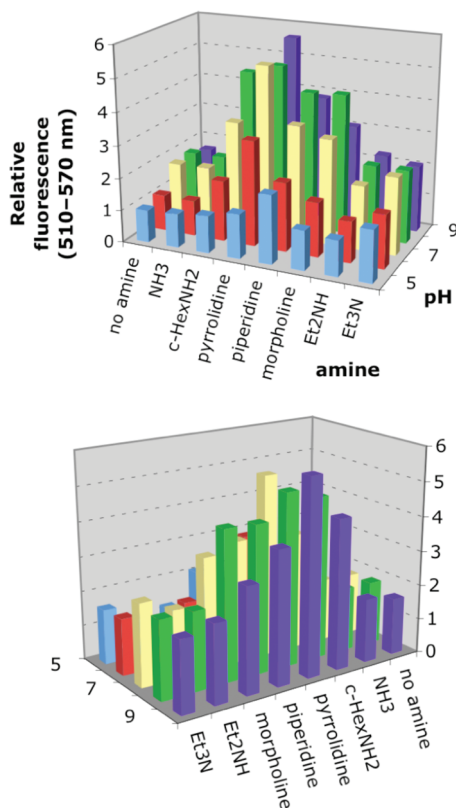 6
5
4
3
2
1
0
Relative
fluorescence
(510–570 nm)
no amine
NH3
c-HexNH2
pyrrolidine
piperidine
morpholine
Et2NH
Et3N
amine
5
7
9
pH
6
5
4
3
2
1
0
5
7
9
Et3N
Et2NH
morpholine
piperidine
pyrrolidine
c-HexNH2
NH3
no amine